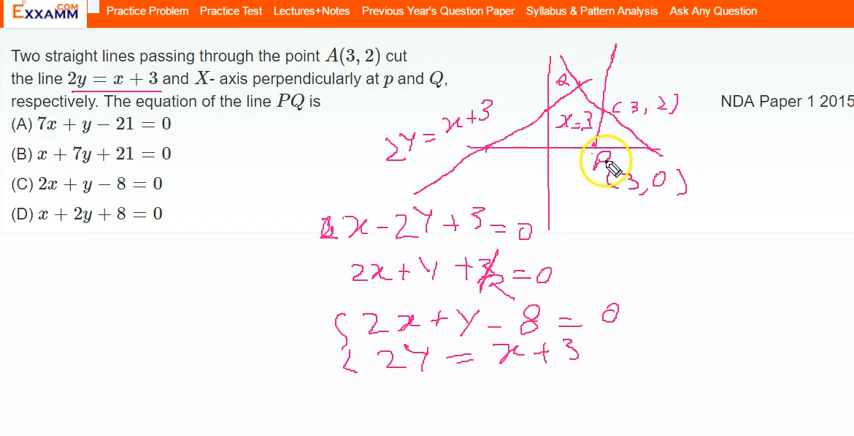 EXXAMM .COM Practice Problem Practice Test Lectures+Notes Previous Year's Question Paper Syllabus & Pattern Analysis Ask Any Question
Two straight lines passing through the point A(3, 2) cut
the line 2y = x + 3 and X- axis perpendicularly at p and Q,
respectively. The equation of the line PQ is
NDA Paper 1 2015
(A) 7x + y − 21 = 0
(B) x + 7y + 21 = 0
(C) 2x + y − 8 = 0
(D) x + 2y + 8 = 0
Q
(3, 2)
x=3
2Y = x+3
P
(3, 0)
x - 2Y + 3 = 0
2x + y + = 0
2x + y - 8 = 0
2Y = x + 3